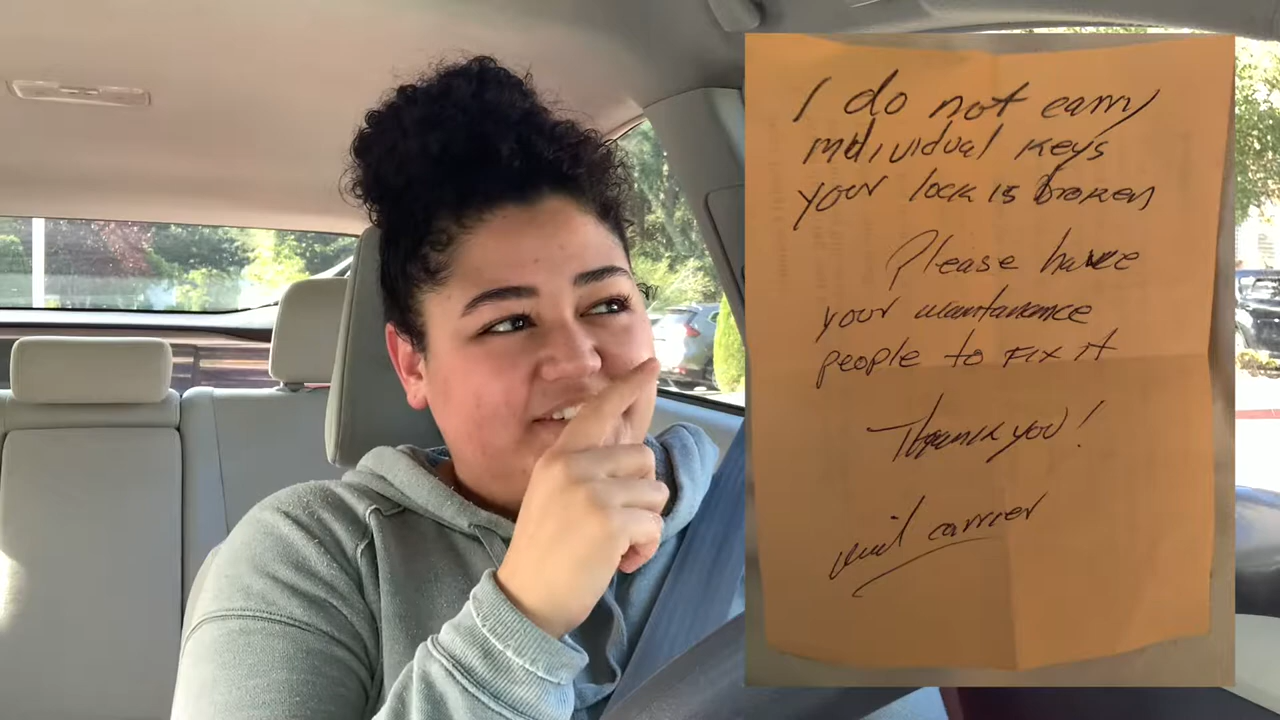 I do not carry
individual keys
your lock is broken
Please have
your maintanance
people to FIX it
Thank you!
mail carrier